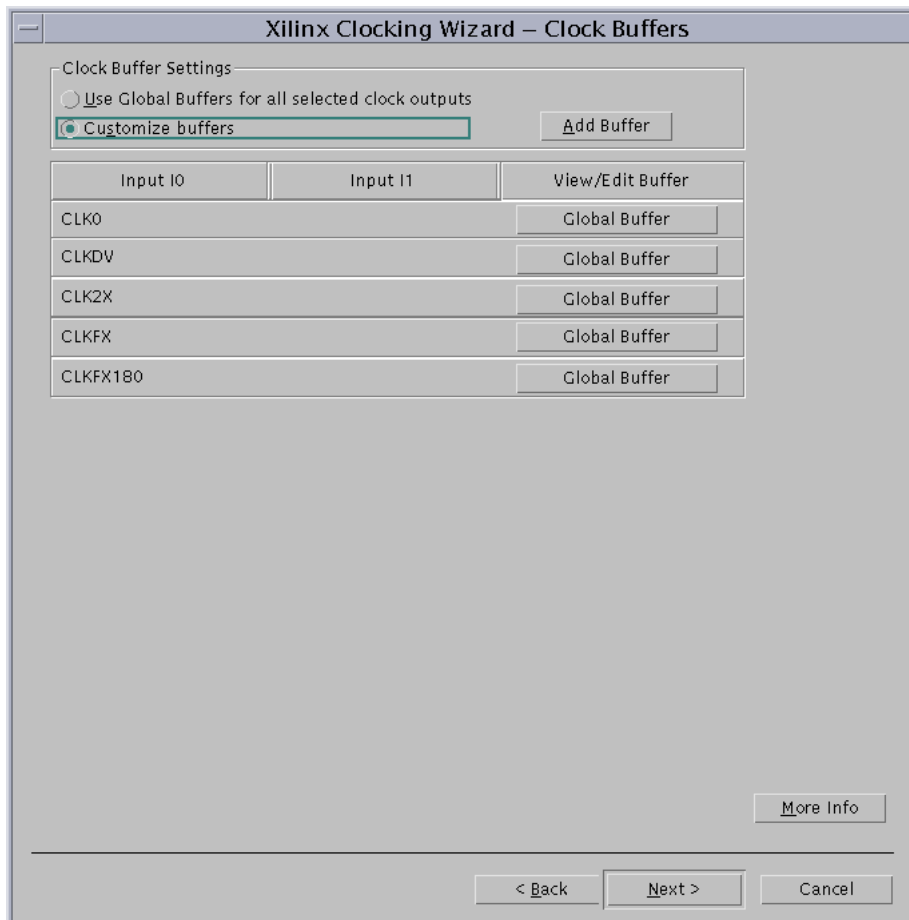 Xilinx Clocking Wizard – Clock Buffers
Clock Buffer Settings
Use Global Buffers for all selected clock outputs
Customize buffers
Add Buffer
Input I0 Input I1 View/Edit Buffer
CLK0 Global Buffer
CLKDV Global Buffer
CLK2X Global Buffer
CLKFX Global Buffer
CLKFX180 Global Buffer
More Info
< Back Next > Cancel